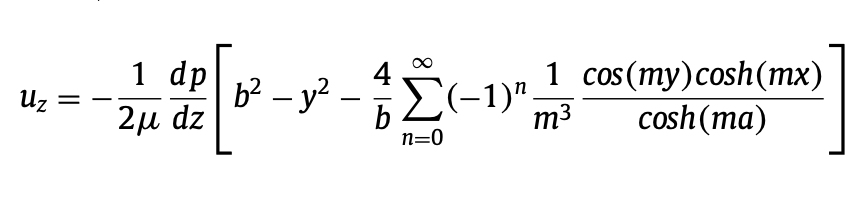 u_z = -\frac{1}{2\mu}\frac{dp}{dz}\left[b^2 - y^2 - \frac{4}{b}\sum_{n=0}^{\infty}(-1)^n\frac{1}{m^3}\frac{cos(my)cosh(mx)}{cosh(ma)}\right]